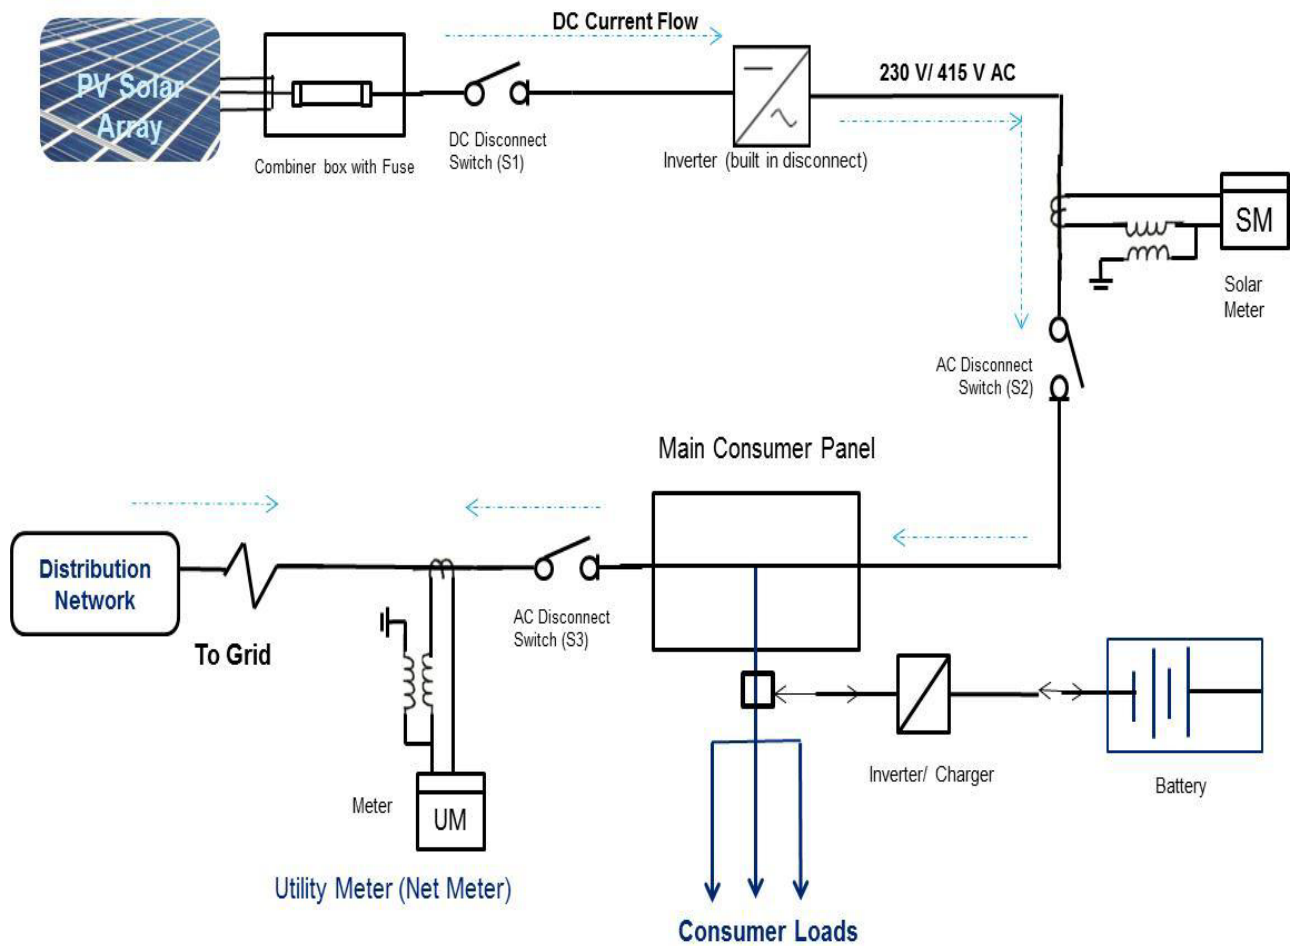 DC Current Flow
PV Solar
Array
230 V/ 415 V AC
DC Disconnect
Switch (S1)
Combiner box with Fuse
Inverter (built in disconnect)
SM
Solar
Meter
AC Disconnect
Switch (S2)
Main Consumer Panel
Distribution
Network
To Grid
AC Disconnect
Switch (S3)
Meter
UM
Utility Meter (Net Meter)
Inverter/ Charger
Battery
Consumer Loads